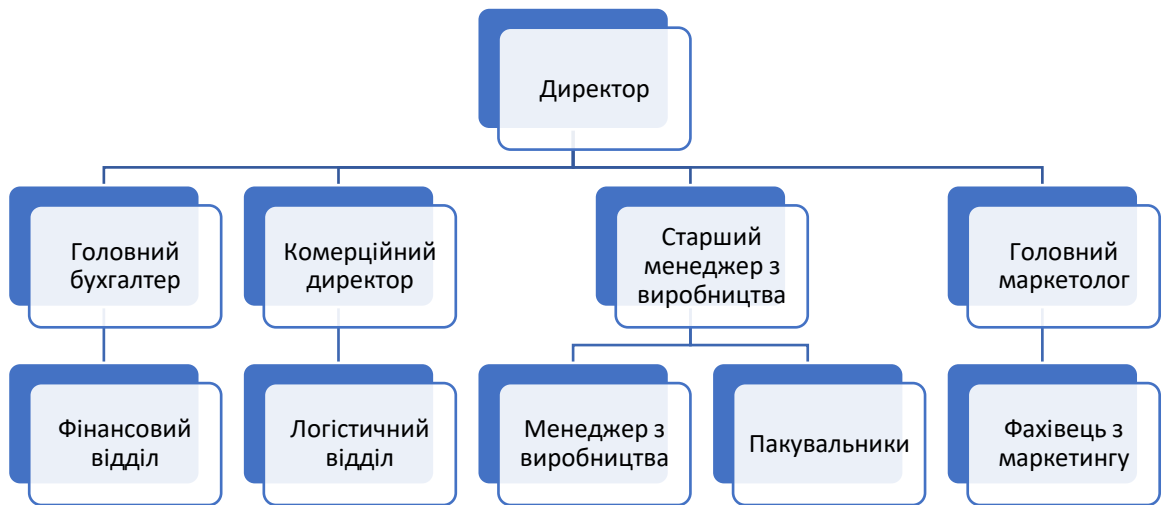 Директор
Головний
бухгалтер
Комерційний
директор
Старший
менеджер з
виробництва
Головний
маркетолог
Фінансовий
відділ
Логістичний
відділ
Менеджер з
виробництва
Пакувальники
Фахівець з
маркетингу